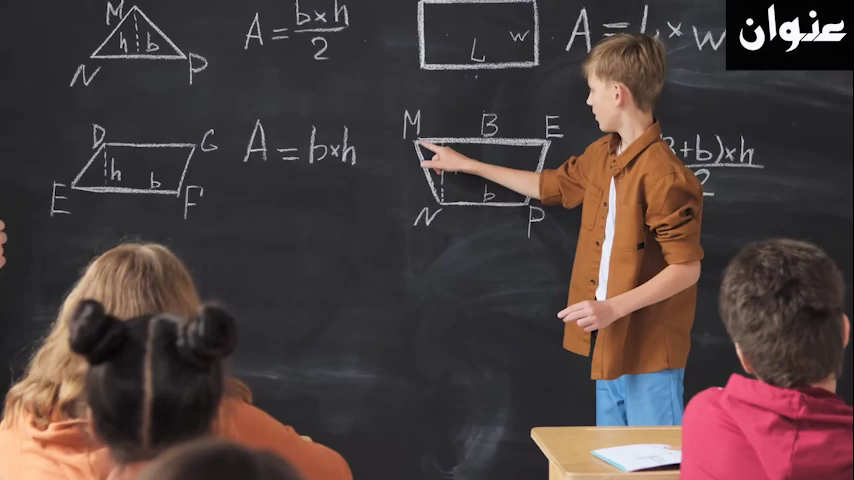 عنوان
M
A = b×h / 2
h b
N P
w
L
A = L×w
D G
h
b
E F
A = b×h
M B E
b
N P
+b)×h
2